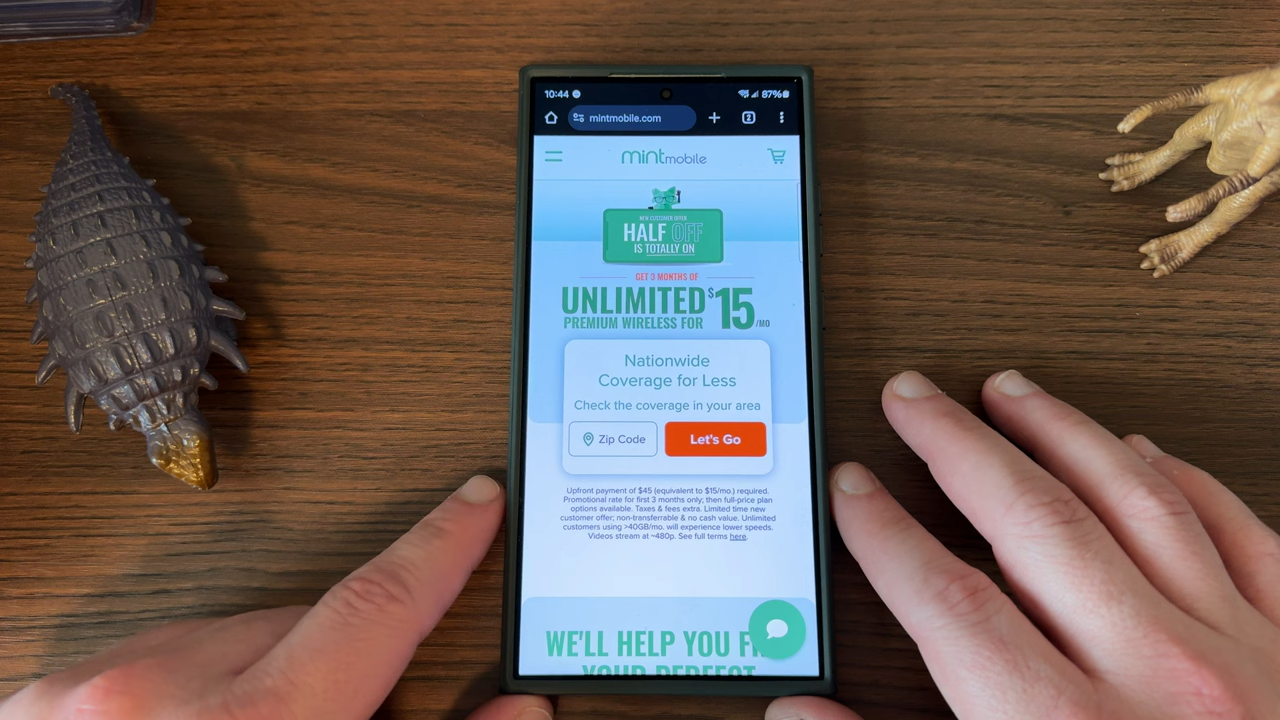 10:44 87%
mintmobile.com 2
mintmobile
NEW CUSTOMER OFFER
HALF OFF
IS TOTALLY ON
GET 3 MONTHS OF
UNLIMITED $15
PREMIUM WIRELESS FOR /MO
Nationwide
Coverage for Less
Check the coverage in your area
Zip Code Let's Go
Upfront payment of $45 (equivalent to $15/mo.) required.
Promotional rate for first 3 months only; then full-price plan
options available. Taxes & fees extra. Limited time new
customer offer; non-transferrable & no cash value. Unlimited
customers using >40GB/mo. will experience lower speeds.
Videos stream at ~480p. See full terms here.
WE'LL HELP YOU F
YOUR PERFECT